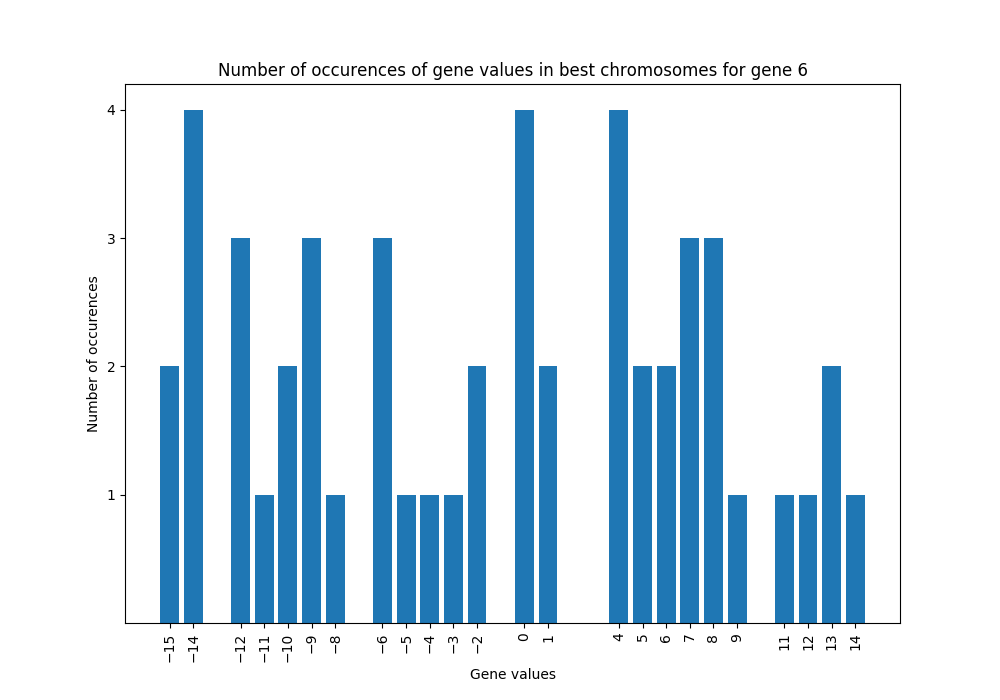 Number of occurences of gene values in best chromosomes for gene 6
4
3
2
1
Number of occurences
−15 −14 −12 −11 −10 −9 −8 −6 −5 −4 −3 −2 0 1 4 5 6 7 8 9 11 12 13 14
Gene values